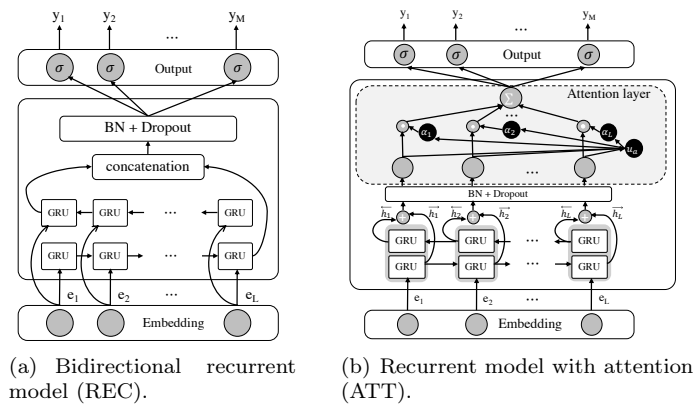 y1 y2 ... yM
σ σ Output σ
BN + Dropout
concatenation
GRU GRU ... GRU
GRU GRU ... GRU
e1 e2 ... eL
Embedding
(a) Bidirectional recurrent
model (REC).
y1 y2 ... yM
σ σ Output σ
Σ Attention layer
...
α1 α2 αL
uα
...
BN + Dropout
h1 + h1 h2 + h2 hL + hL
GRU GRU ... GRU
GRU GRU ... GRU
e1 e2 ... eL
Embedding
(b) Recurrent model with attention
(ATT).